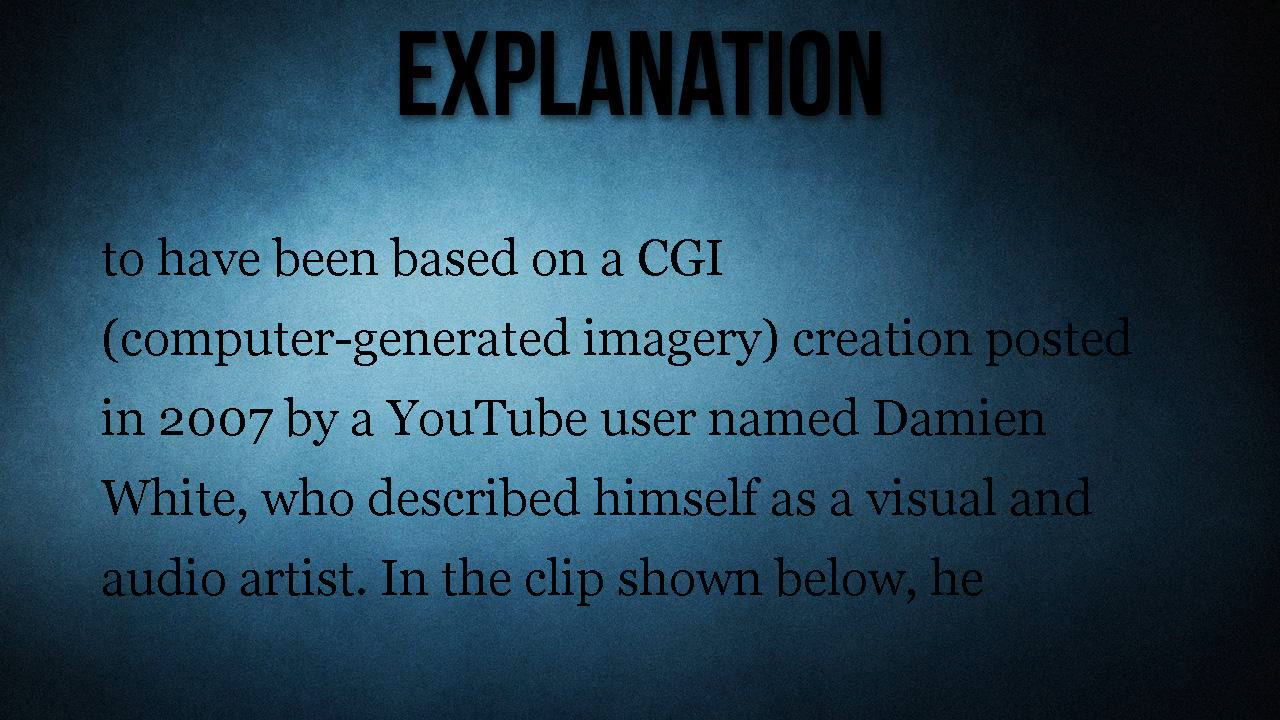 EXPLANATION
to have been based on a CGI
(computer-generated imagery) creation posted
in 2007 by a YouTube user named Damien
White, who described himself as a visual and
audio artist. In the clip shown below, he